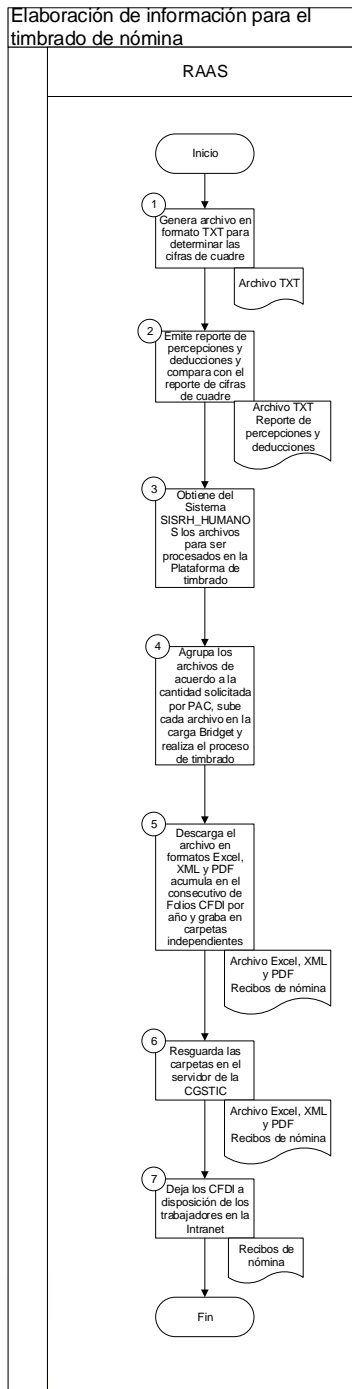 Elaboración de información para el
timbrado de nómina
RAAS
Inicio
1
Genera archivo en
formato TXT para
determinar las
cifras de cuadre
Archivo TXT
2
Emite reporte de
percepciones y
deducciones y
compara con el
reporte de cifras
de cuadre
Archivo TXT
Reporte de
percepciones y
deducciones
3
Obtiene del
Sistema
SISRH_HUMANO
S los archivos
para ser
procesados en la
Plataforma de
timbrado
4
Agrupa los
archivos de
acuerdo a la
cantidad solicitada
por PAC, sube
cada archivo en la
carga Bridget y
realiza el proceso
de timbrado
5
Descarga el
archivo en
formatos Excel,
XML y PDF
acumula en el
consecutivo de
Folios CFDI por
año y graba en
carpetas
independientes
Archivo Excel, XML
y PDF
Recibos de nómina
6
Resguarda las
carpetas en el
servidor de la
CGSTIC
Archivo Excel, XML
y PDF
Recibos de nómina
7
Deja los CFDI a
disposición de los
trabajadores en la
Intranet
Recibos de
nómina
Fin